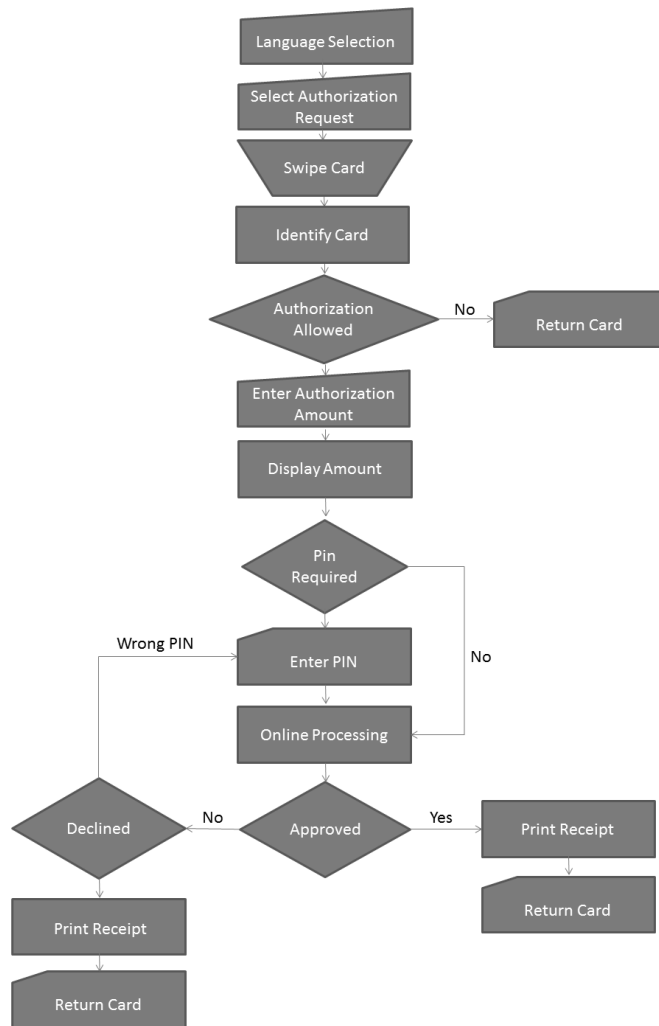 Language Selection
Select Authorization
Request
Swipe Card
Identify Card
Authorization
Allowed
No
Return Card
Enter Authorization
Amount
Display Amount
Pin
Required
Wrong PIN
Enter PIN
No
Online Processing
Declined
No
Approved
Yes
Print Receipt
Return Card
Print Receipt
Return Card